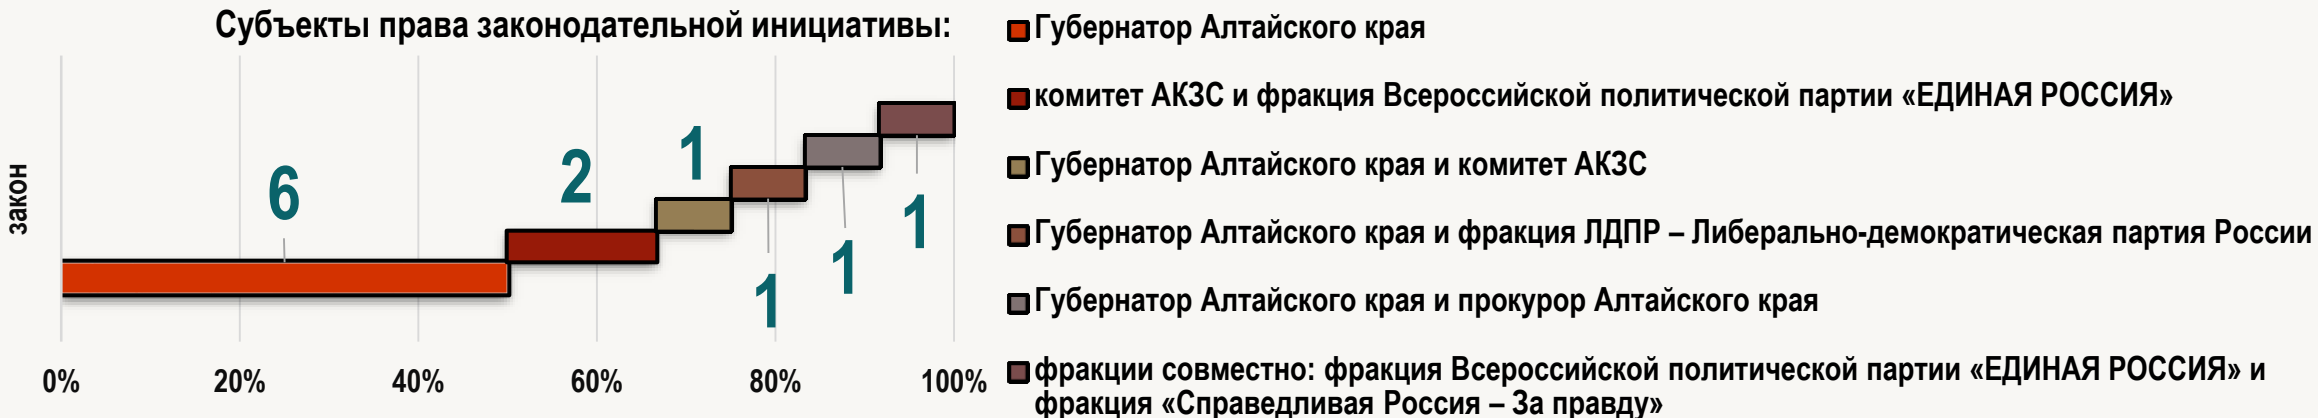 Субъекты права законодательной инициативы:
закон
6
2
1
1
1
1
0%
20%
40%
60%
80%
100%
Губернатор Алтайского края
комитет АКЗС и фракция Всероссийской политической партии «ЕДИНАЯ РОССИЯ»
Губернатор Алтайского края и комитет АКЗС
Губернатор Алтайского края и фракция ЛДПР – Либерально-демократическая партия России
Губернатор Алтайского края и прокурор Алтайского края
фракции совместно: фракция Всероссийской политической партии «ЕДИНАЯ РОССИЯ» и
фракция «Справедливая Россия – За правду»